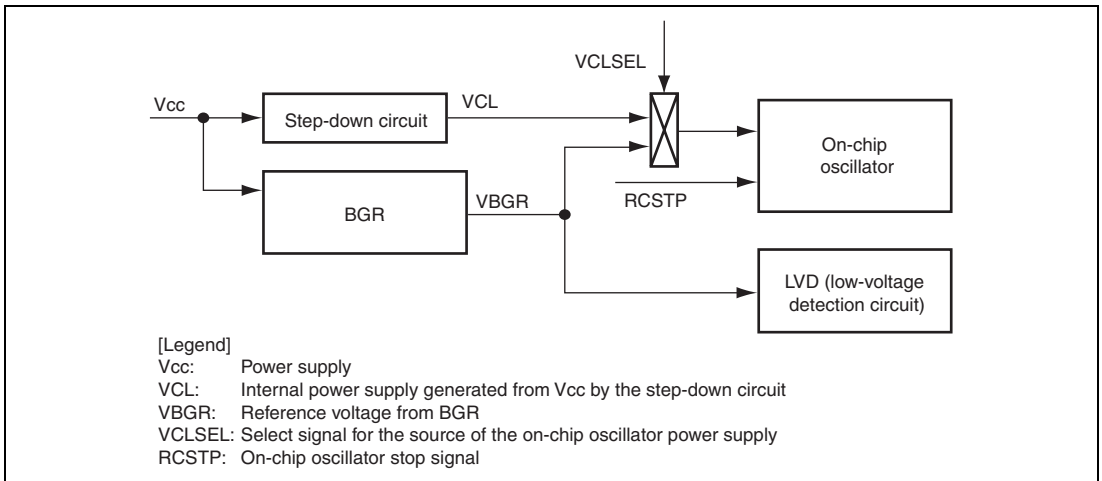 VCLSEL
Vcc
VCL
Step-down circuit
On-chip
oscillator
VBGR
RCSTP
BGR
LVD (low-voltage
detection circuit)
[Legend]
Vcc: Power supply
VCL: Internal power supply generated from Vcc by the step-down circuit
VBGR: Reference voltage from BGR
VCLSEL: Select signal for the source of the on-chip oscillator power supply
RCSTP: On-chip oscillator stop signal